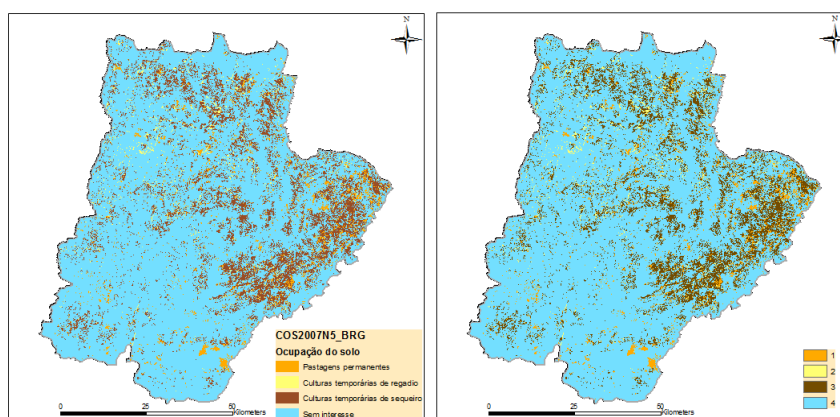 N
COS2007N5_BRG
Ocupação do solo
Pastagens permanentes
Culturas temporárias de regadio
Culturas temporárias de sequeiro
Sem interesse
0 25 50
Kilometers
N
1
2
3
4
0 25 50
Kilometers